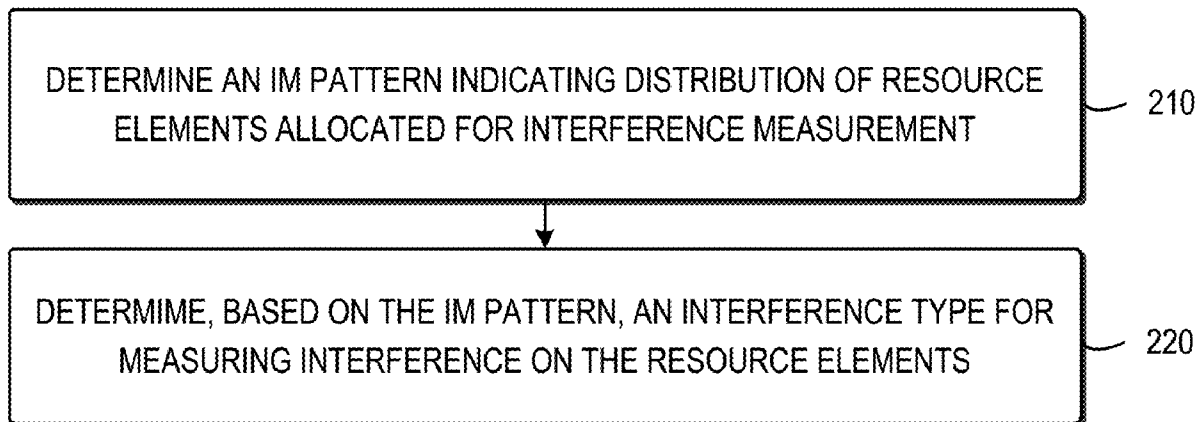 DETERMINE AN IM PATTERN INDICATING DISTRIBUTION OF RESOURCE
ELEMENTS ALLOCATED FOR INTERFERENCE MEASUREMENT
210
DETERMIME, BASED ON THE IM PATTERN, AN INTERFERENCE TYPE FOR
MEASURING INTERFERENCE ON THE RESOURCE ELEMENTS
220